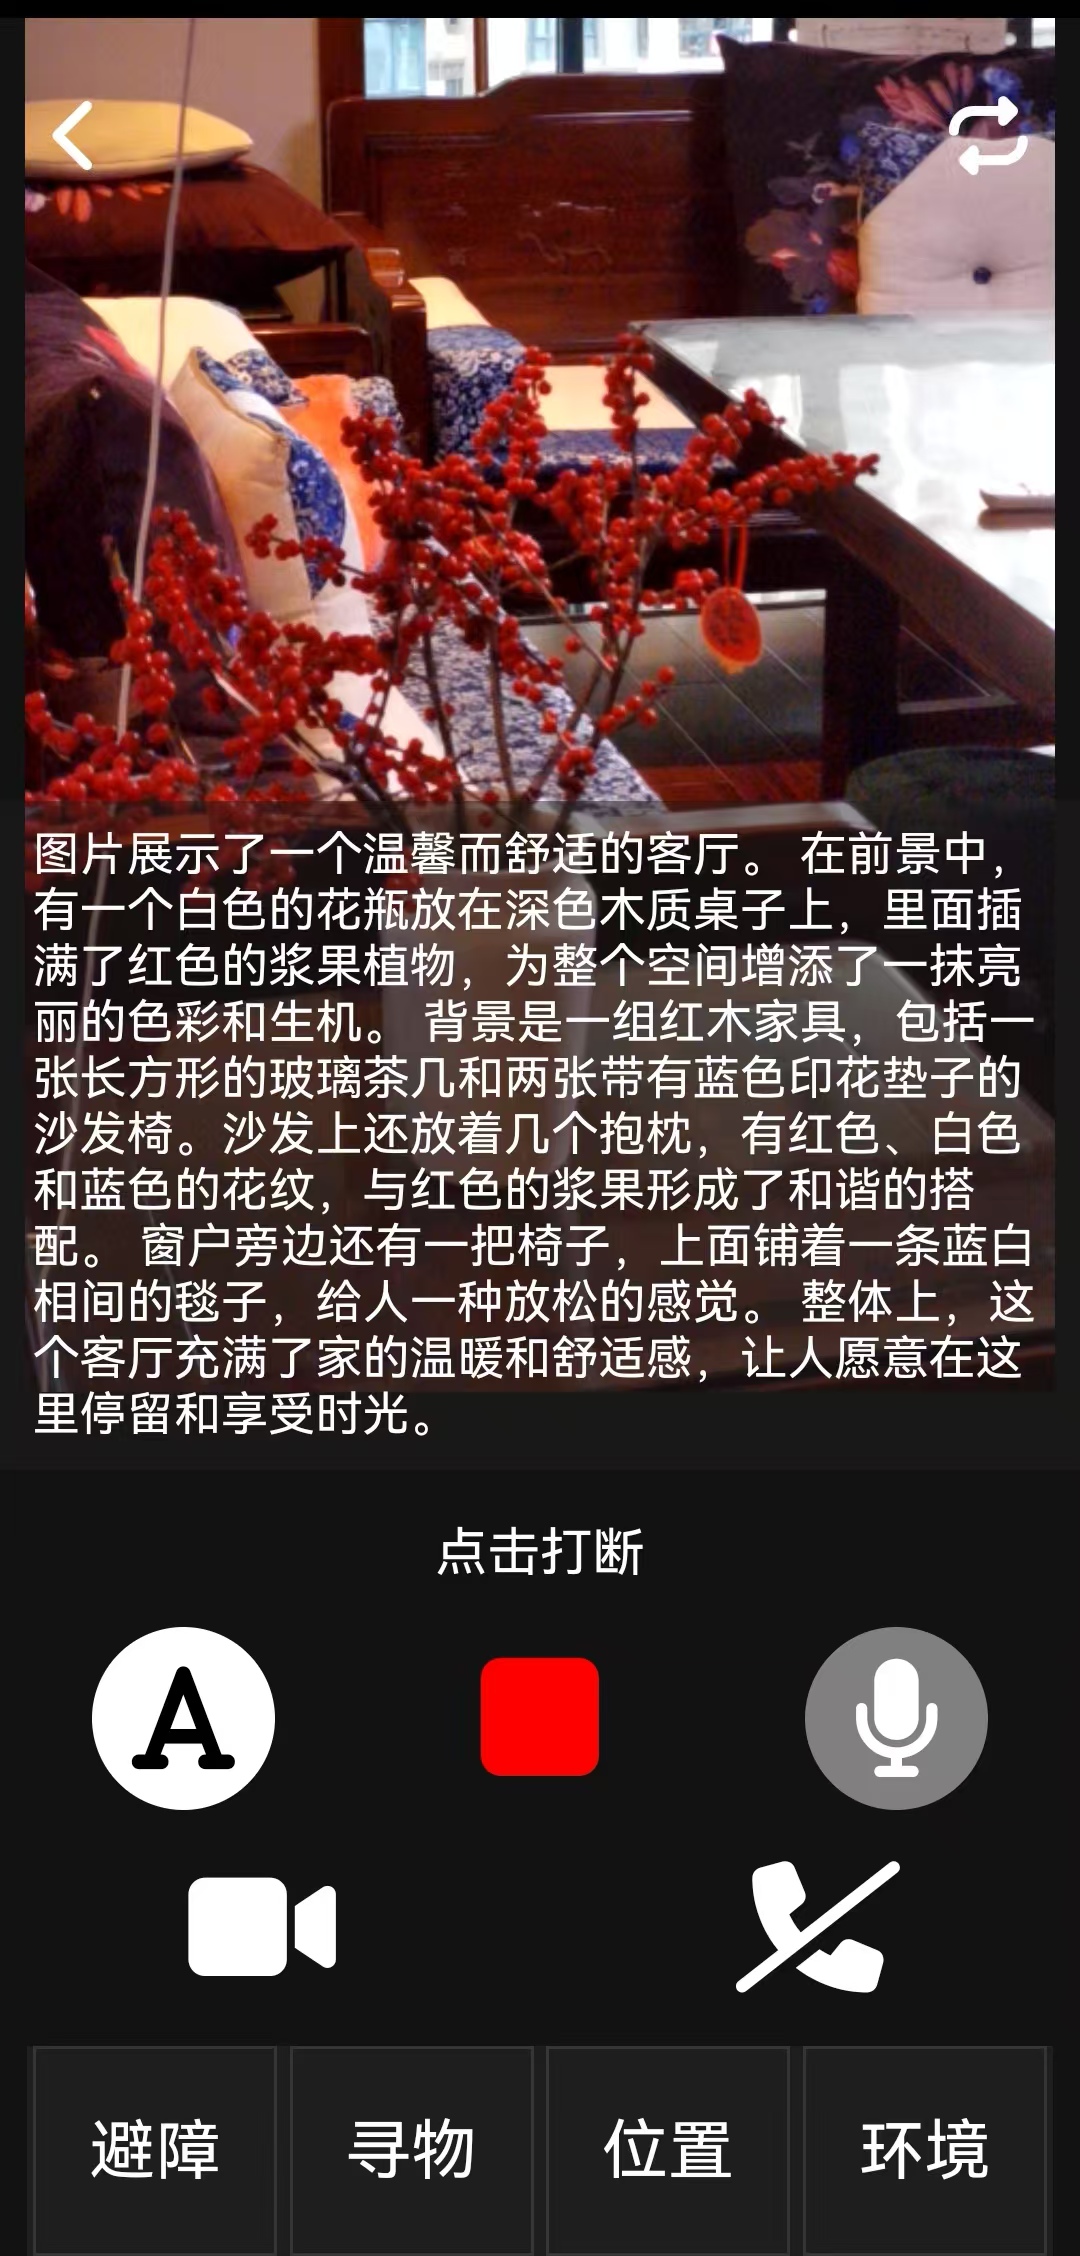 图片展示了一个温馨而舒适的客厅。 在前景中，
有一个白色的花瓶放在深色木质桌子上，里面插
满了红色的浆果植物，为整个空间增添了一抹亮
丽的色彩和生机。 背景是一组红木家具，包括一
张长方形的玻璃茶几和两张带有蓝色印花垫子的
沙发椅。沙发上还放着几个抱枕，有红色、白色
和蓝色的花纹，与红色的浆果形成了和谐的搭
配。 窗户旁边还有一把椅子，上面铺着一条蓝白
相间的毯子，给人一种放松的感觉。 整体上，这
个客厅充满了家的温暖和舒适感，让人愿意在这
里停留和享受时光。
点击打断
A
避障 寻物 位置 环境